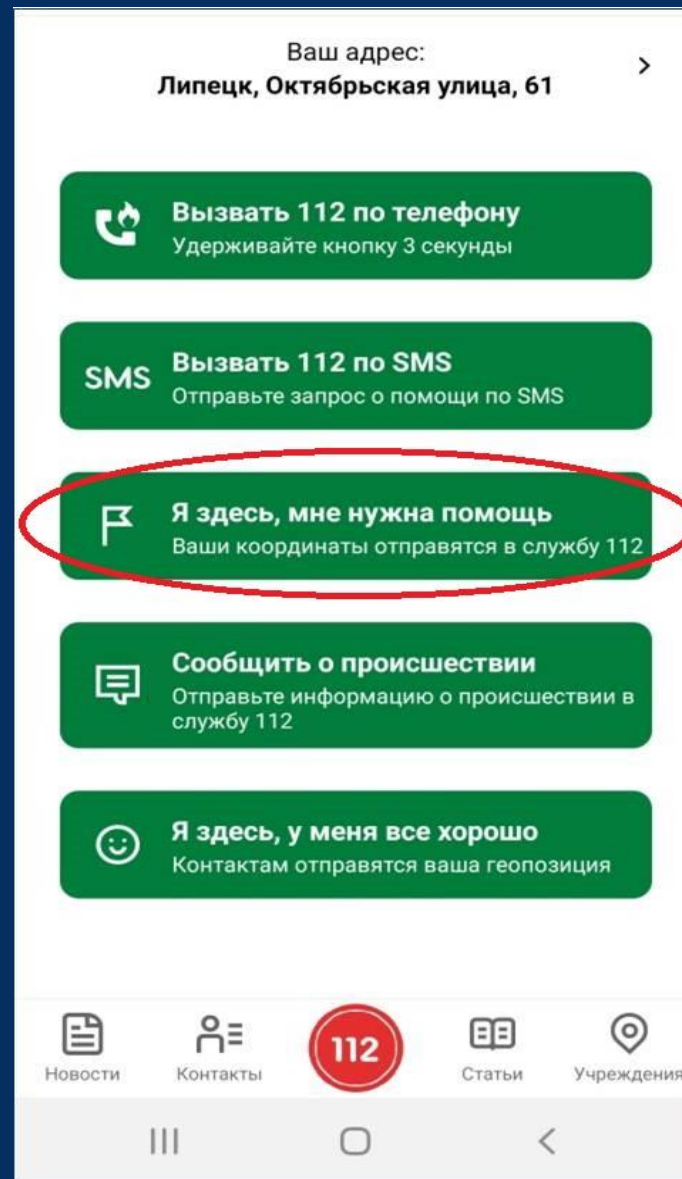 Ваш адрес:
Липецк, Октябрьская улица, 61
Вызвать 112 по телефону
Удерживайте кнопку 3 секунды
SMS
Вызвать 112 по SMS
Отправьте запрос о помощи по SMS
Я здесь, мне нужна помощь
Ваши координаты отправятся в службу 112
Сообщить о происшествии
Отправьте информацию о происшествии в
службу 112
Я здесь, у меня все хорошо
Контактам отправятся ваша геопозиция
112
Новости Контакты Статьи Учреждения